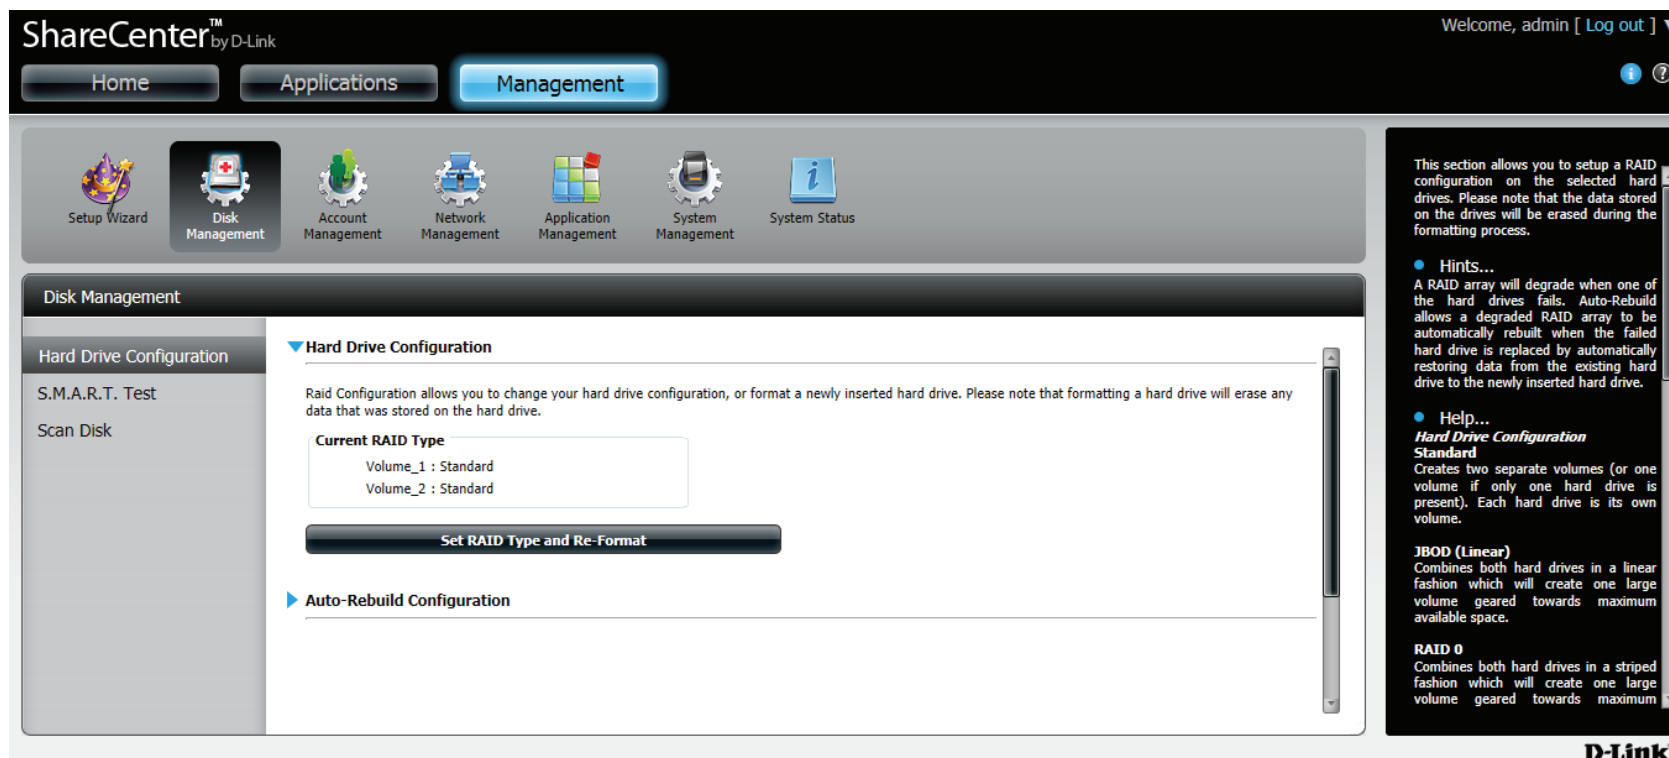 ShareCenter™ by D-Link
Welcome, admin [ Log out ]
Home
Applications
Management
Setup Wizard
Disk Management
Account Management
Network Management
Application Management
System Management
System Status
Disk Management
Hard Drive Configuration
S.M.A.R.T. Test
Scan Disk
Hard Drive Configuration
Raid Configuration allows you to change your hard drive configuration, or format a newly inserted hard drive. Please note that formatting a hard drive will erase any
data that was stored on the hard drive.
Current RAID Type
Volume_1 : Standard
Volume_2 : Standard
Set RAID Type and Re-Format
Auto-Rebuild Configuration
This section allows you to setup a RAID
configuration on the selected hard
drives. Please note that the data stored
on the drives will be erased during the
formatting process.
Hints...
A RAID array will degrade when one of
the hard drives fails. Auto-Rebuild
allows a degraded RAID array to be
automatically rebuilt when the failed
hard drive is replaced by automatically
restoring data from the existing hard
drive to the newly inserted hard drive.
Help...
Hard Drive Configuration
Standard
Creates two separate volumes (or one
volume if only one hard drive is
present). Each hard drive is its own
volume.
JBOD (Linear)
Combines both hard drives in a linear
fashion which will create one large
volume geared towards maximum
available space.
RAID 0
Combines both hard drives in a striped
fashion which will create one large
volume geared towards maximum
D-Link